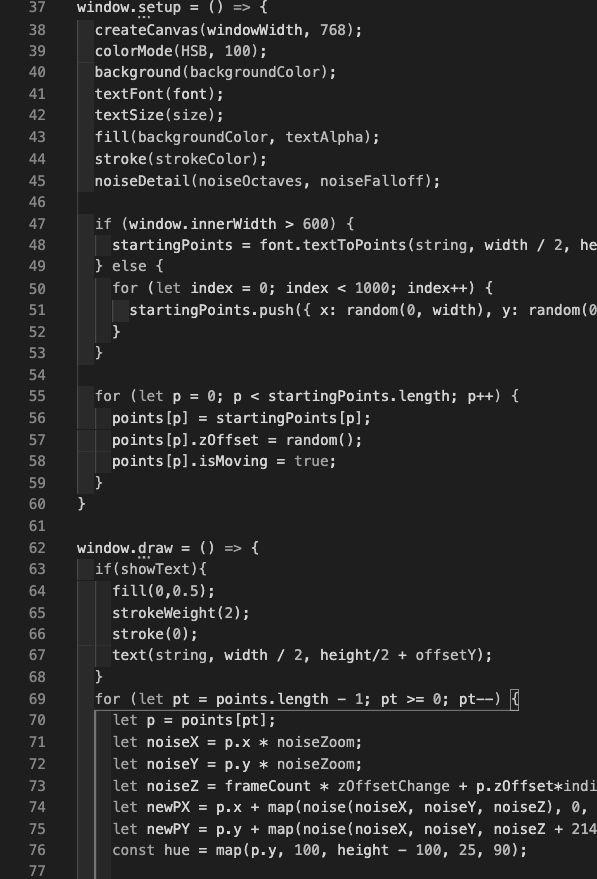 37 window.setup = () => {
38 createCanvas(windowWidth, 768);
39 colorMode(HSB, 100);
40 background(backgroundColor);
41 textFont(font);
42 textSize(size);
43 fill(backgroundColor, textAlpha);
44 stroke(strokeColor);
45 noiseDetail(noiseOctaves, noiseFalloff);
46
47 if (window.innerWidth > 600) {
48 startingPoints = font.textToPoints(string, width / 2, he
49 } else {
50 for (let index = 0; index < 1000; index++) {
51 startingPoints.push({ x: random(0, width), y: random(0
52 }
53 }
54
55 for (let p = 0; p < startingPoints.length; p++) {
56 points[p] = startingPoints[p];
57 points[p].zOffset = random();
58 points[p].isMoving = true;
59 }
60 }
61
62 window.draw = () => {
63 if(showText){
64 fill(0,0.5);
65 strokeWeight(2);
66 stroke(0);
67 text(string, width / 2, height/2 + offsetY);
68 }
69 for (let pt = points.length - 1; pt >= 0; pt--) {
70 let p = points[pt];
71 let noiseX = p.x * noiseZoom;
72 let noiseY = p.y * noiseZoom;
73 let noiseZ = frameCount * zOffsetChange + p.zOffset*indi
74 let newPX = p.x + map(noise(noiseX, noiseY, noiseZ), 0,
75 let newPY = p.y + map(noise(noiseX, noiseY, noiseZ + 214
76 const hue = map(p.y, 100, height - 100, 25, 90);
77